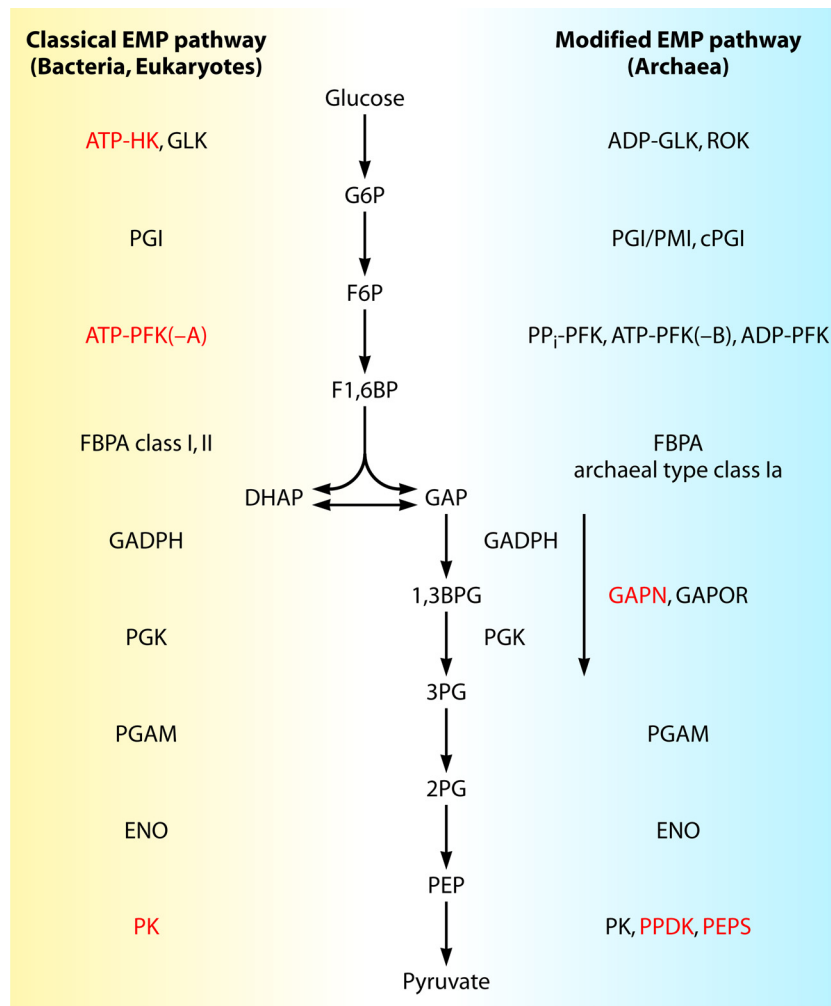 Classical EMP pathway
(Bacteria, Eukaryotes)
Modified EMP pathway
(Archaea)
Glucose
ATP-HK, GLK
ADP-GLK, ROK
G6P
PGI
PGI/PMI, cPGI
F6P
ATP-PFK(–A)
PPi-PFK, ATP-PFK(–B), ADP-PFK
F1,6BP
FBPA class I, II
FBPA
archaeal type class Ia
DHAP
GAP
GADPH
GADPH
1,3BPG
GAPN, GAPOR
PGK
PGK
3PG
PGAM
PGAM
2PG
ENO
ENO
PEP
PK
PK, PPDK, PEPS
Pyruvate